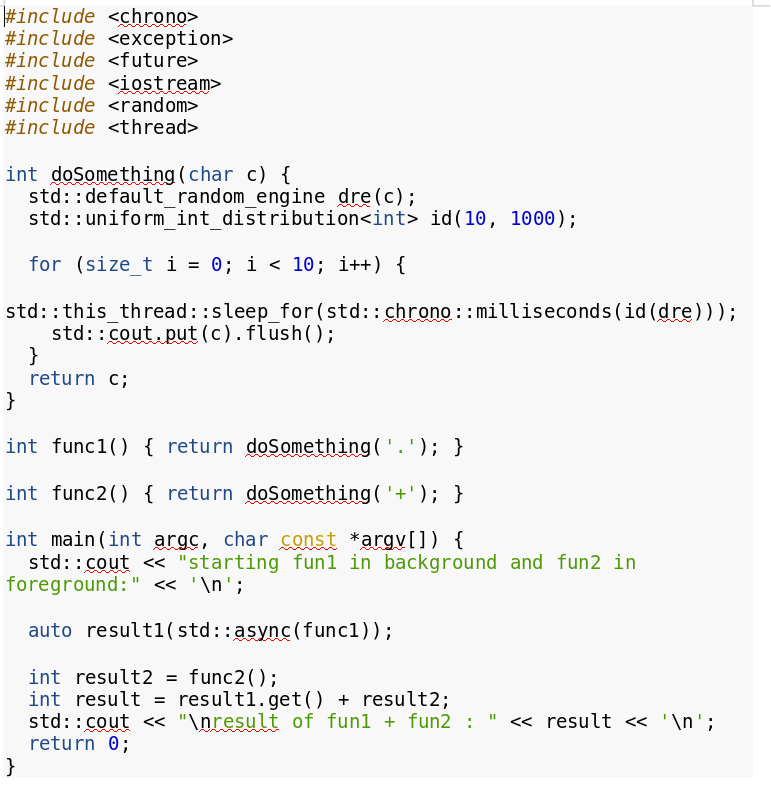 #include <chrono>
#include <exception>
#include <future>
#include <iostream>
#include <random>
#include <thread>

int doSomething(char c) {
  std::default_random_engine dre(c);
  std::uniform_int_distribution<int> id(10, 1000);

  for (size_t i = 0; i < 10; i++) {

std::this_thread::sleep_for(std::chrono::milliseconds(id(dre)));
    std::cout.put(c).flush();
  }
  return c;
}

int func1() { return doSomething('.'); }

int func2() { return doSomething('+'); }

int main(int argc, char const *argv[]) {
  std::cout << "starting fun1 in background and fun2 in
foreground:" << '\n';

  auto result1(std::async(func1));

  int result2 = func2();
  int result = result1.get() + result2;
  std::cout << "\nresult of fun1 + fun2 : " << result << '\n';
  return 0;
}